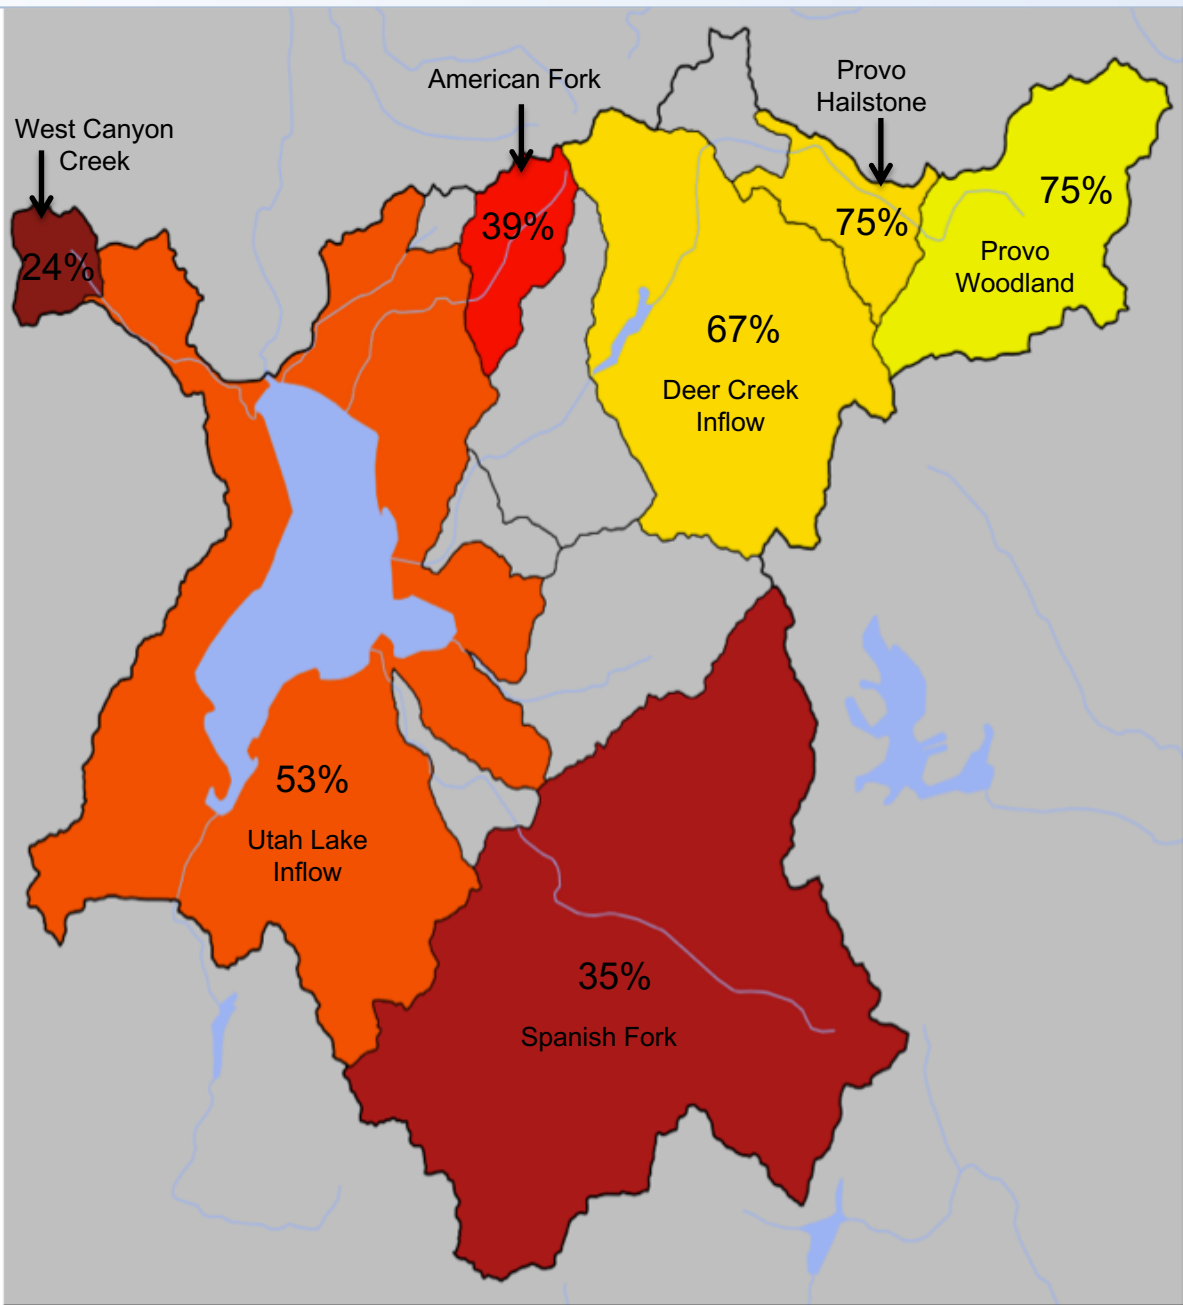 American Fork
Provo
Hailstone
West Canyon
Creek
24%
39%
75%
75%
Provo
Woodland
67%
Deer Creek
Inflow
53%
Utah Lake
Inflow
35%
Spanish Fork